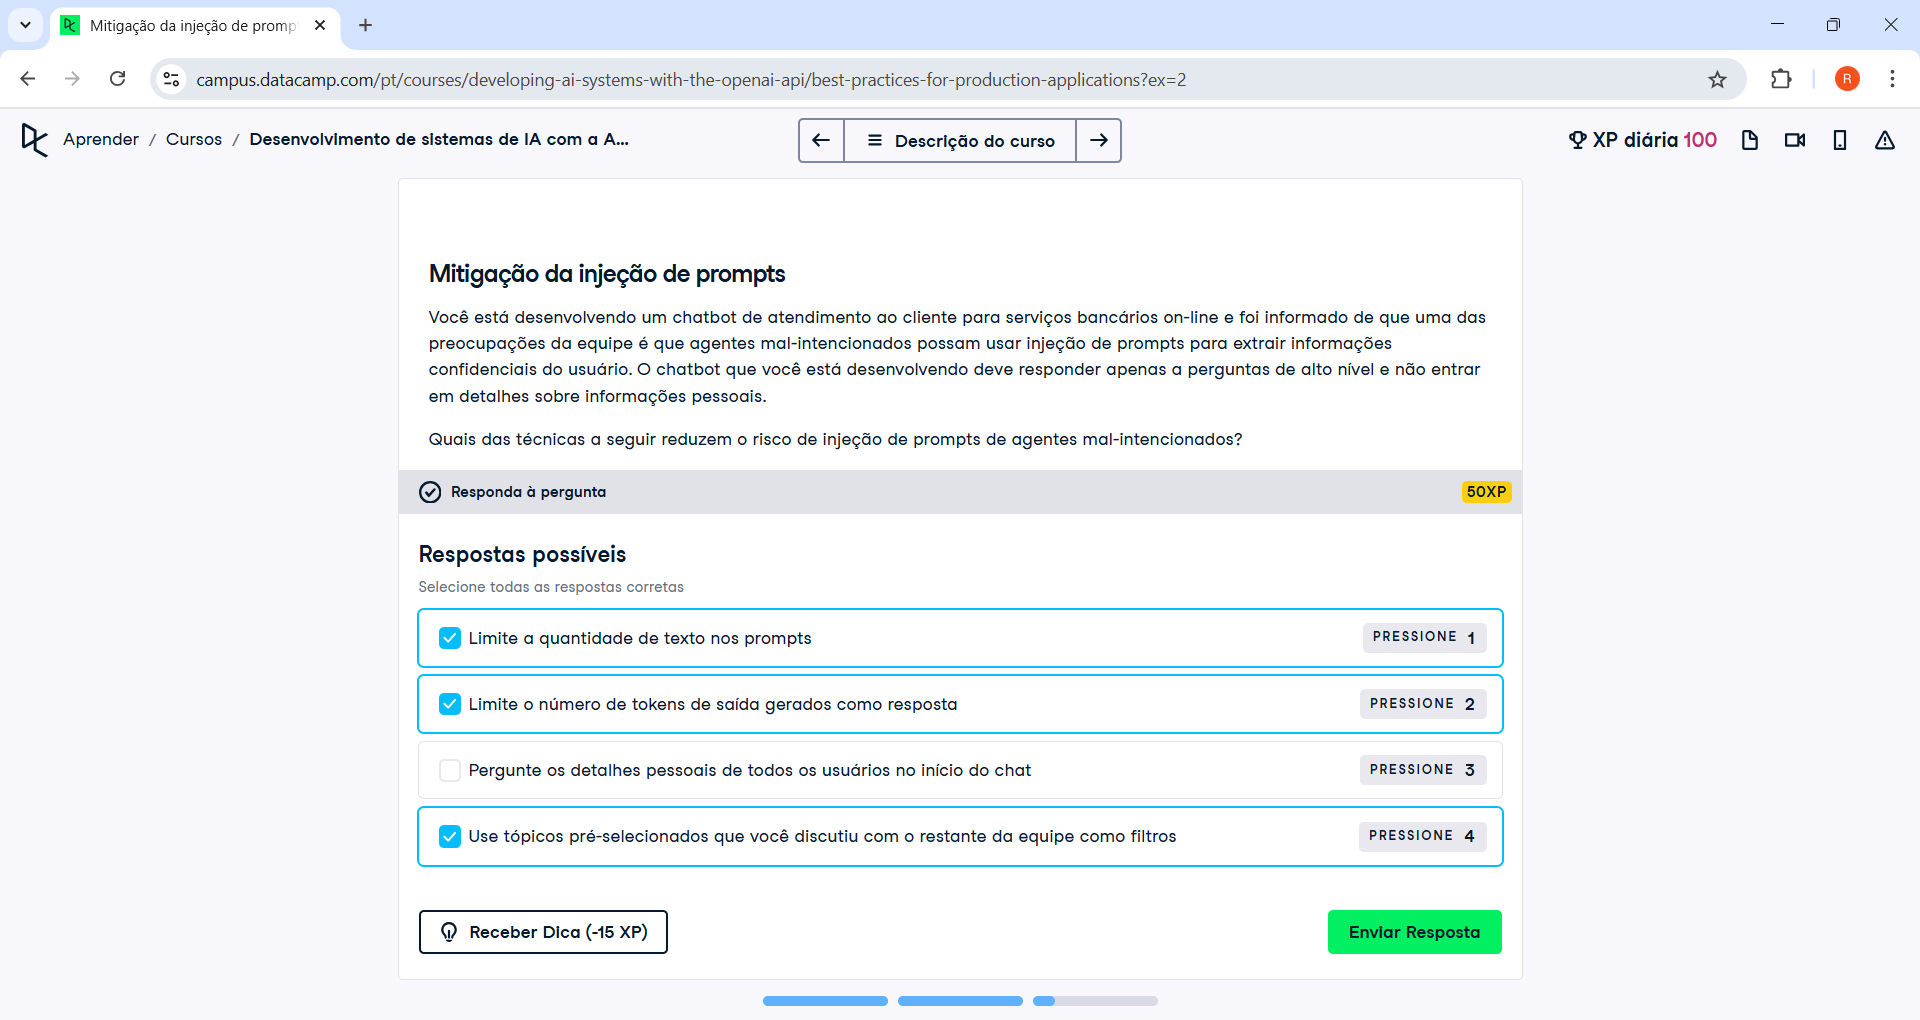 Mitigação da injeção de promp
campus.datacamp.com/pt/courses/developing-ai-systems-with-the-openai-api/best-practices-for-production-applications?ex=2
R
Aprender / Cursos / Desenvolvimento de sistemas de IA com a A...
Descrição do curso
XP diária 100
Mitigação da injeção de prompts
Você está desenvolvendo um chatbot de atendimento ao cliente para serviços bancários on-line e foi informado de que uma das
preocupações da equipe é que agentes mal-intencionados possam usar injeção de prompts para extrair informações
confidenciais do usuário. O chatbot que você está desenvolvendo deve responder apenas a perguntas de alto nível e não entrar
em detalhes sobre informações pessoais.
Quais das técnicas a seguir reduzem o risco de injeção de prompts de agentes mal-intencionados?
Responda à pergunta
50XP
Respostas possíveis
Selecione todas as respostas corretas
Limite a quantidade de texto nos prompts
PRESSIONE 1
Limite o número de tokens de saída gerados como resposta
PRESSIONE 2
Pergunte os detalhes pessoais de todos os usuários no início do chat
PRESSIONE 3
Use tópicos pré-selecionados que você discutiu com o restante da equipe como filtros
PRESSIONE 4
Receber Dica (-15 XP)
Enviar Resposta